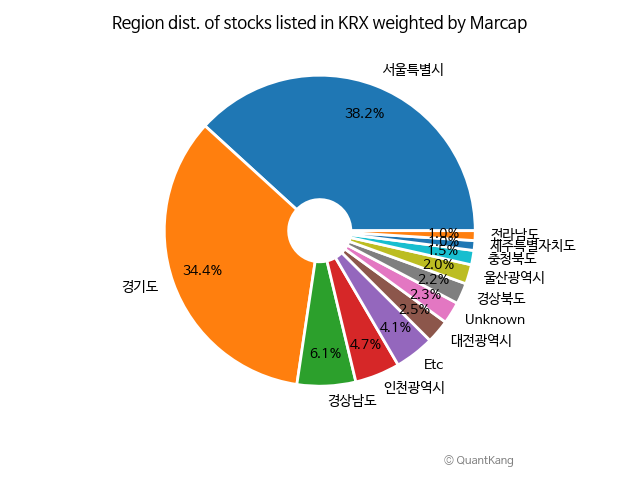 Region dist. of stocks listed in KRX weighted by Marcap
서울특별시
38.2%
경기도
34.4%
경상남도
6.1%
인천광역시
4.7%
Etc
4.1%
대전광역시
2.5%
Unknown
2.3%
경상북도
2.2%
울산광역시
2.0%
충청북도
1.5%
제주특별자치도
1.0%
전라남도
1.0%
© QuantKang